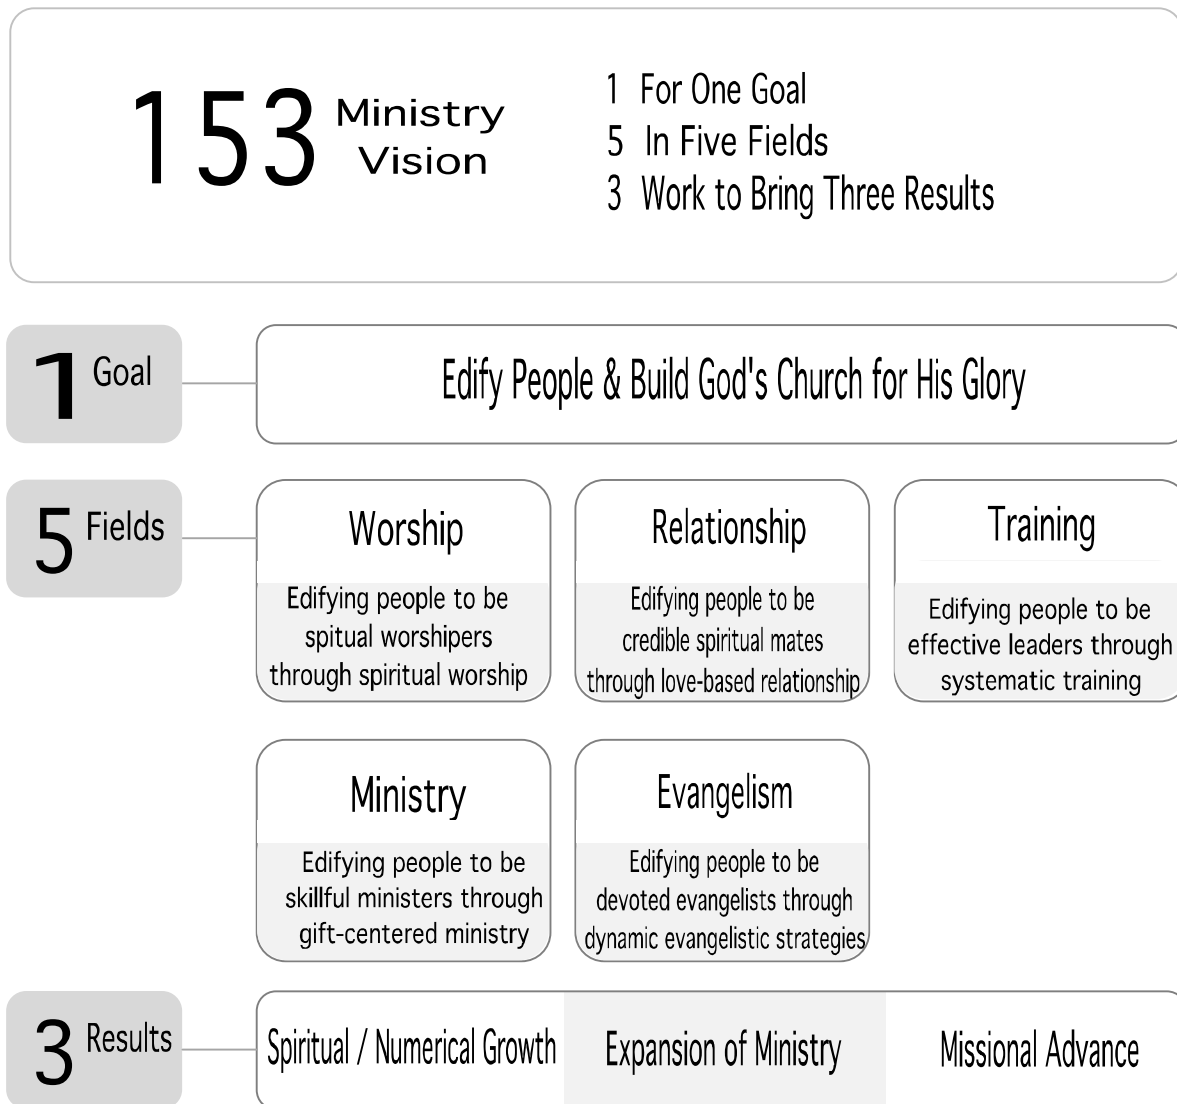 153 Ministry
Vision
1 For One Goal
5 In Five Fields
3 Work to Bring Three Results
1 Goal
Edify People & Build God's Church for His Glory
5 Fields
Worship
Edifying people to be
spitual worshipers
through spiritual worship
Relationship
Edifying people to be
credible spiritual mates
through love-based relationship
Training
Edifying people to be
effective leaders through
systematic training
Ministry
Edifying people to be
skillful ministers through
gift-centered ministry
Evangelism
Edifying people to be
devoted evangelists through
dynamic evangelistic strategies
3 Results
Spiritual / Numerical Growth
Expansion of Ministry
Missional Advance